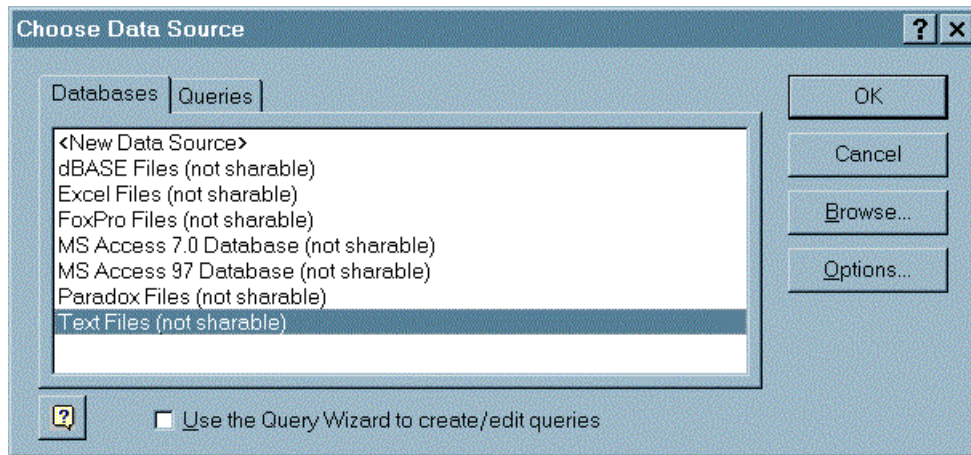 Choose Data Source
Databases Queries
<New Data Source>
dBASE Files (not sharable)
Excel Files (not sharable)
FoxPro Files (not sharable)
MS Access 7.0 Database (not sharable)
MS Access 97 Database (not sharable)
Paradox Files (not sharable)
Text Files (not sharable)
OK
Cancel
Browse...
Options...
Use the Query Wizard to create/edit queries